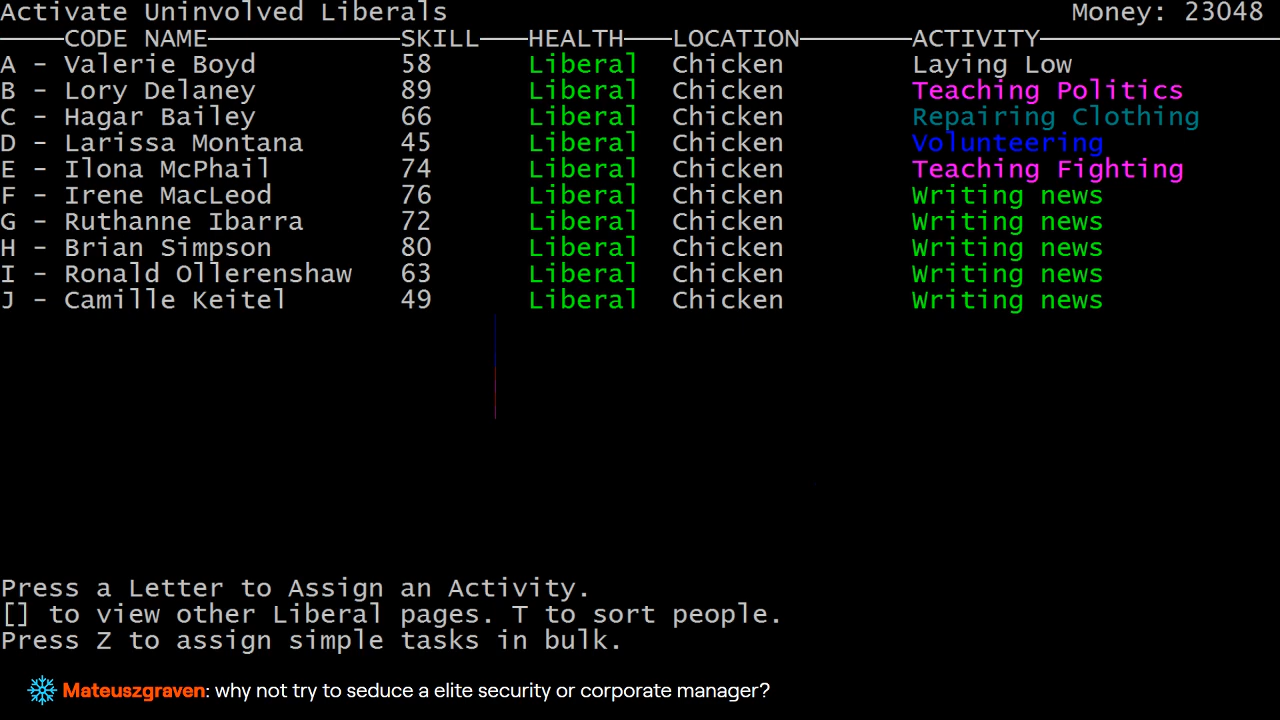 Activate Uninvolved Liberals Money: 23048
CODE NAME SKILL HEALTH LOCATION ACTIVITY
A - Valerie Boyd 58 Liberal Chicken Laying Low
B - Lory Delaney 89 Liberal Chicken Teaching Politics
C - Hagar Bailey 66 Liberal Chicken Repairing Clothing
D - Larissa Montana 45 Liberal Chicken Volunteering
E - Ilona McPhail 74 Liberal Chicken Teaching Fighting
F - Irene MacLeod 76 Liberal Chicken Writing news
G - Ruthanne Ibarra 72 Liberal Chicken Writing news
H - Brian Simpson 80 Liberal Chicken Writing news
I - Ronald Ollerenshaw 63 Liberal Chicken Writing news
J - Camille Keitel 49 Liberal Chicken Writing news
Press a Letter to Assign an Activity.
[] to view other Liberal pages. T to sort people.
Press Z to assign simple tasks in bulk.
Mateuszgraven: why not try to seduce a elite security or corporate manager?